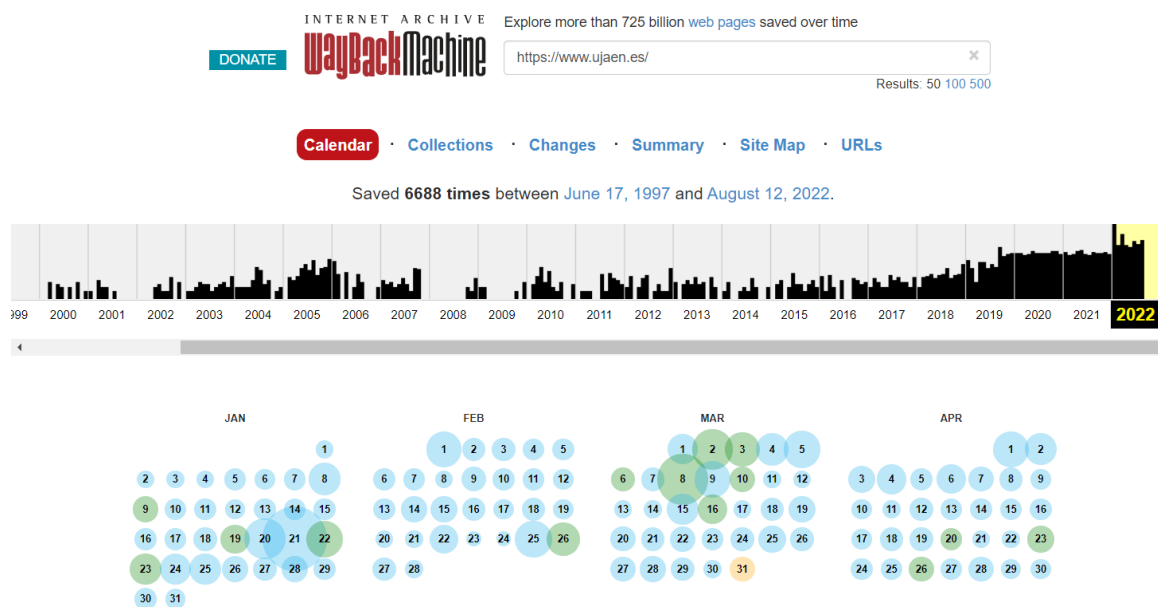 INTERNET ARCHIVE
WayBackMachine
DONATE
Explore more than 725 billion web pages saved over time
https://www.ujaen.es/ ×
Results: 50 100 500
Calendar · Collections · Changes · Summary · Site Map · URLs
Saved 6688 times between June 17, 1997 and August 12, 2022.
999 2000 2001 2002 2003 2004 2005 2006 2007 2008 2009 2010 2011 2012 2013 2014 2015 2016 2017 2018 2019 2020 2021 2022
JAN
1
2 3 4 5 6 7 8
9 10 11 12 13 14 15
16 17 18 19 20 21 22
23 24 25 26 27 28 29
30 31
FEB
1 2 3 4 5
6 7 8 9 10 11 12
13 14 15 16 17 18 19
20 21 22 23 24 25 26
27 28
MAR
1 2 3 4 5
6 7 8 9 10 11 12
13 14 15 16 17 18 19
20 21 22 23 24 25 26
27 28 29 30 31
APR
1 2
3 4 5 6 7 8 9
10 11 12 13 14 15 16
17 18 19 20 21 22 23
24 25 26 27 28 29 30